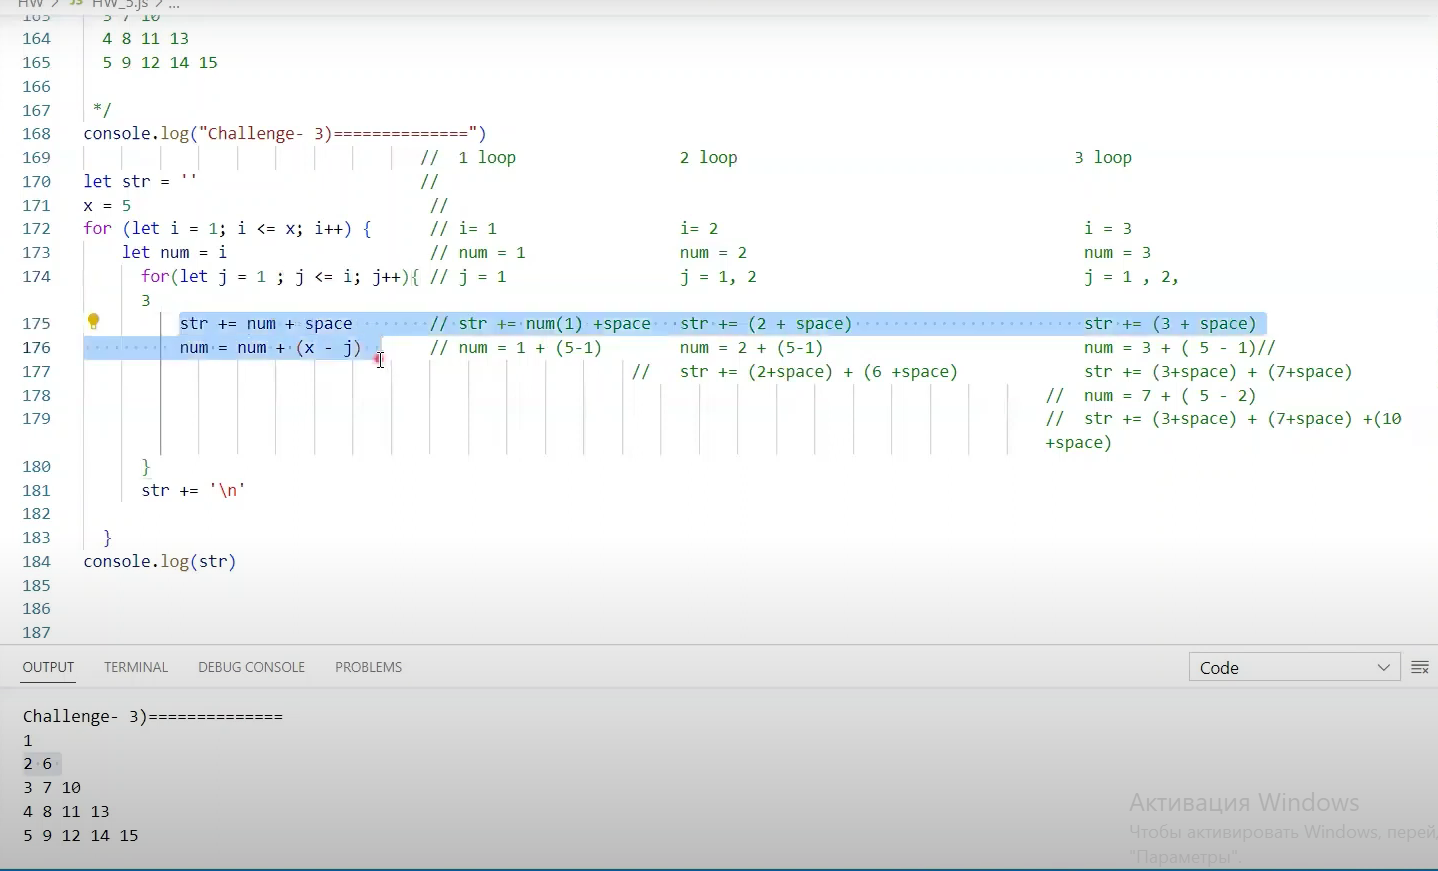 HW > JS HW_5.js > ...
163 3 7 10
164 4 8 11 13
165 5 9 12 14 15
166
167 */
168 console.log("Challenge- 3)==============")
169 // 1 loop 2 loop 3 loop
170 let str = '' //
171 x = 5 //
172 for (let i = 1; i <= x; i++) { // i= 1 i= 2 i = 3
173 let num = i // num = 1 num = 2 num = 3
174 for(let j = 1 ; j <= i; j++){ // j = 1 j = 1, 2 j = 1 , 2,
3
175 str += num + space // str += num(1) +space str += (2 + space) str += (3 + space)
176 num = num + (x - j) // num = 1 + (5-1) num = 2 + (5-1) num = 3 + ( 5 - 1)//
177 // str += (2+space) + (6 +space) str += (3+space) + (7+space)
178 // num = 7 + ( 5 - 2)
179 // str += (3+space) + (7+space) +(10
+space)
180 }
181 str += '\n'
182
183 }
184 console.log(str)
185
186
187
OUTPUT TERMINAL DEBUG CONSOLE PROBLEMS Code
Challenge- 3)==============
1
2 6
3 7 10
4 8 11 13
5 9 12 14 15
Активация Windows
Чтобы активировать Windows, перей
"Параметры".